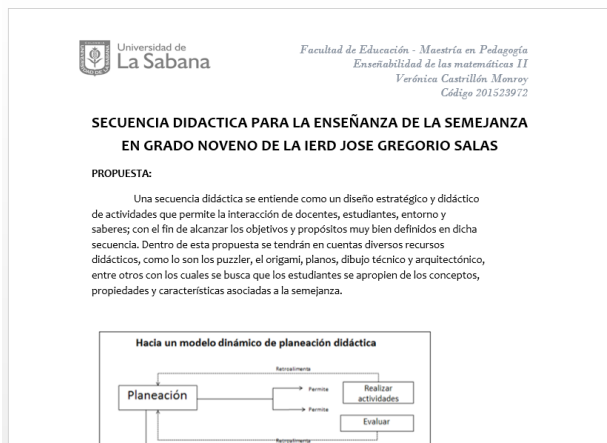 Universidad de
La Sabana
Facultad de Educación - Maestría en Pedagogía
Enseñabilidad de las matemáticas II
Verónica Castrillón Monroy
Código 201523972
SECUENCIA DIDACTICA PARA LA ENSEÑANZA DE LA SEMEJANZA
EN GRADO NOVENO DE LA IERD JOSE GREGORIO SALAS
PROPUESTA:
Una secuencia didáctica se entiende como un diseño estratégico y didáctico
de actividades que permite la interacción de docentes, estudiantes, entorno y
saberes; con el fin de alcanzar los objetivos y propósitos muy bien definidos en dicha
secuencia. Dentro de esta propuesta se tendrán en cuentas diversos recursos
didácticos, como lo son los puzzler, el origami, planos, dibujo técnico y arquitectónico,
entre otros con los cuales se busca que los estudiantes se apropien de los conceptos,
propiedades y características asociadas a la semejanza.
Hacia un modelo dinámico de planeación didáctica
Retroalimenta
Planeación
Permite
Realizar
actividades
Permite
Evaluar
Retroalimenta